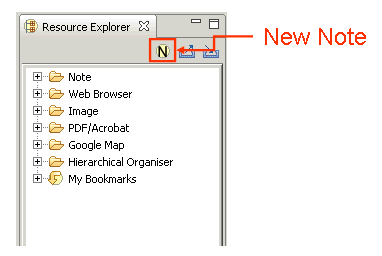 Resource Explorer
N
New Note
Note
Web Browser
Image
PDF/Acrobat
Google Map
Hierarchical Organiser
My Bookmarks